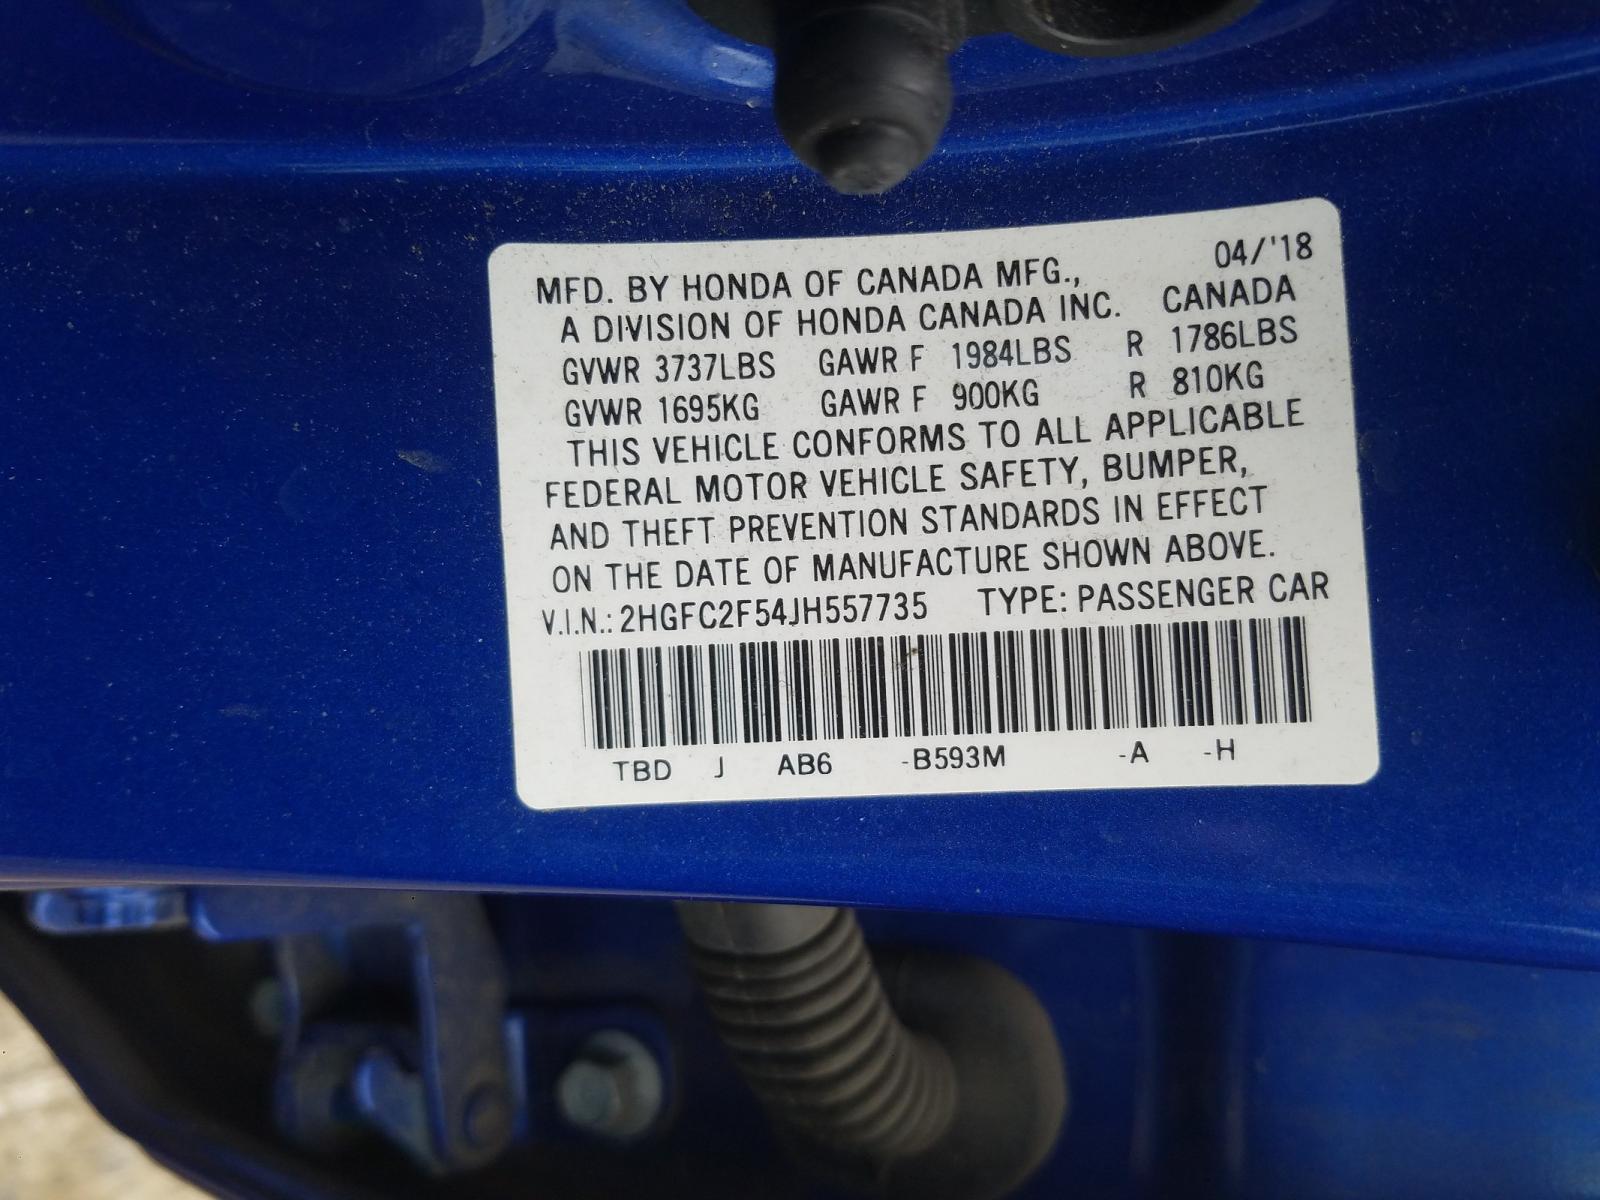 04/'18
MFD. BY HONDA OF CANADA MFG.,
A DIVISION OF HONDA CANADA INC. CANADA
GVWR 3737LBS GAWR F 1984LBS R 1786LBS
GVWR 1695KG GAWR F 900KG R 810KG
THIS VEHICLE CONFORMS TO ALL APPLICABLE
FEDERAL MOTOR VEHICLE SAFETY, BUMPER,
AND THEFT PREVENTION STANDARDS IN EFFECT
ON THE DATE OF MANUFACTURE SHOWN ABOVE.
V.I.N.: 2HGFC2F54JH557735 TYPE: PASSENGER CAR
TBD J AB6 -B593M -A -H